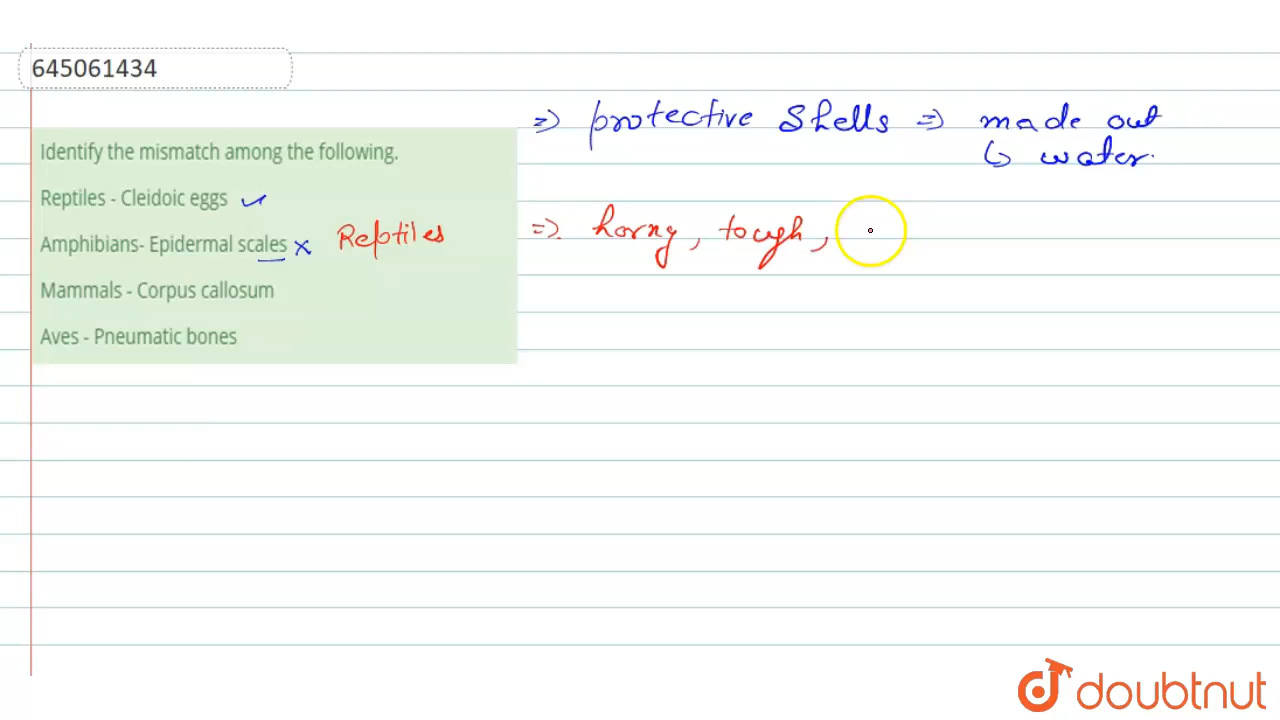 645061434
⇒ protective Shells ⇒ made out
↳ water.
Identify the mismatch among the following.
Reptiles - Cleidoic eggs ✓
Amphibians- Epidermal scales × Reptiles ⇒ horny, tough,
Mammals - Corpus callosum
Aves - Pneumatic bones
doubtnut